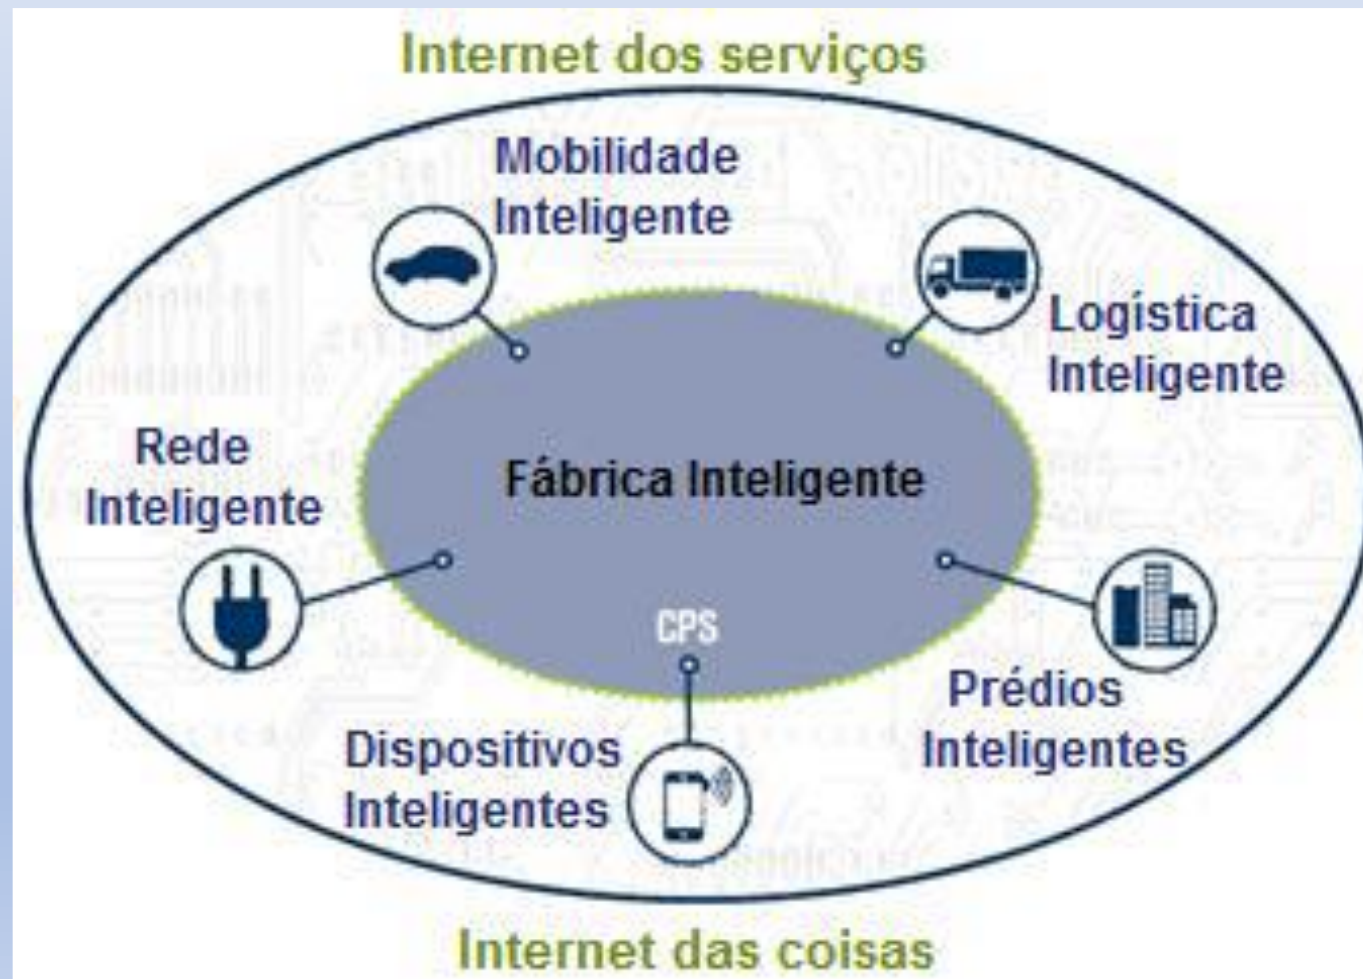 Internet dos serviços
Mobilidade
Inteligente
Logística
Inteligente
Rede
Inteligente
Fábrica Inteligente
CPS
Prédios
Inteligentes
Dispositivos
Inteligentes
Internet das coisas